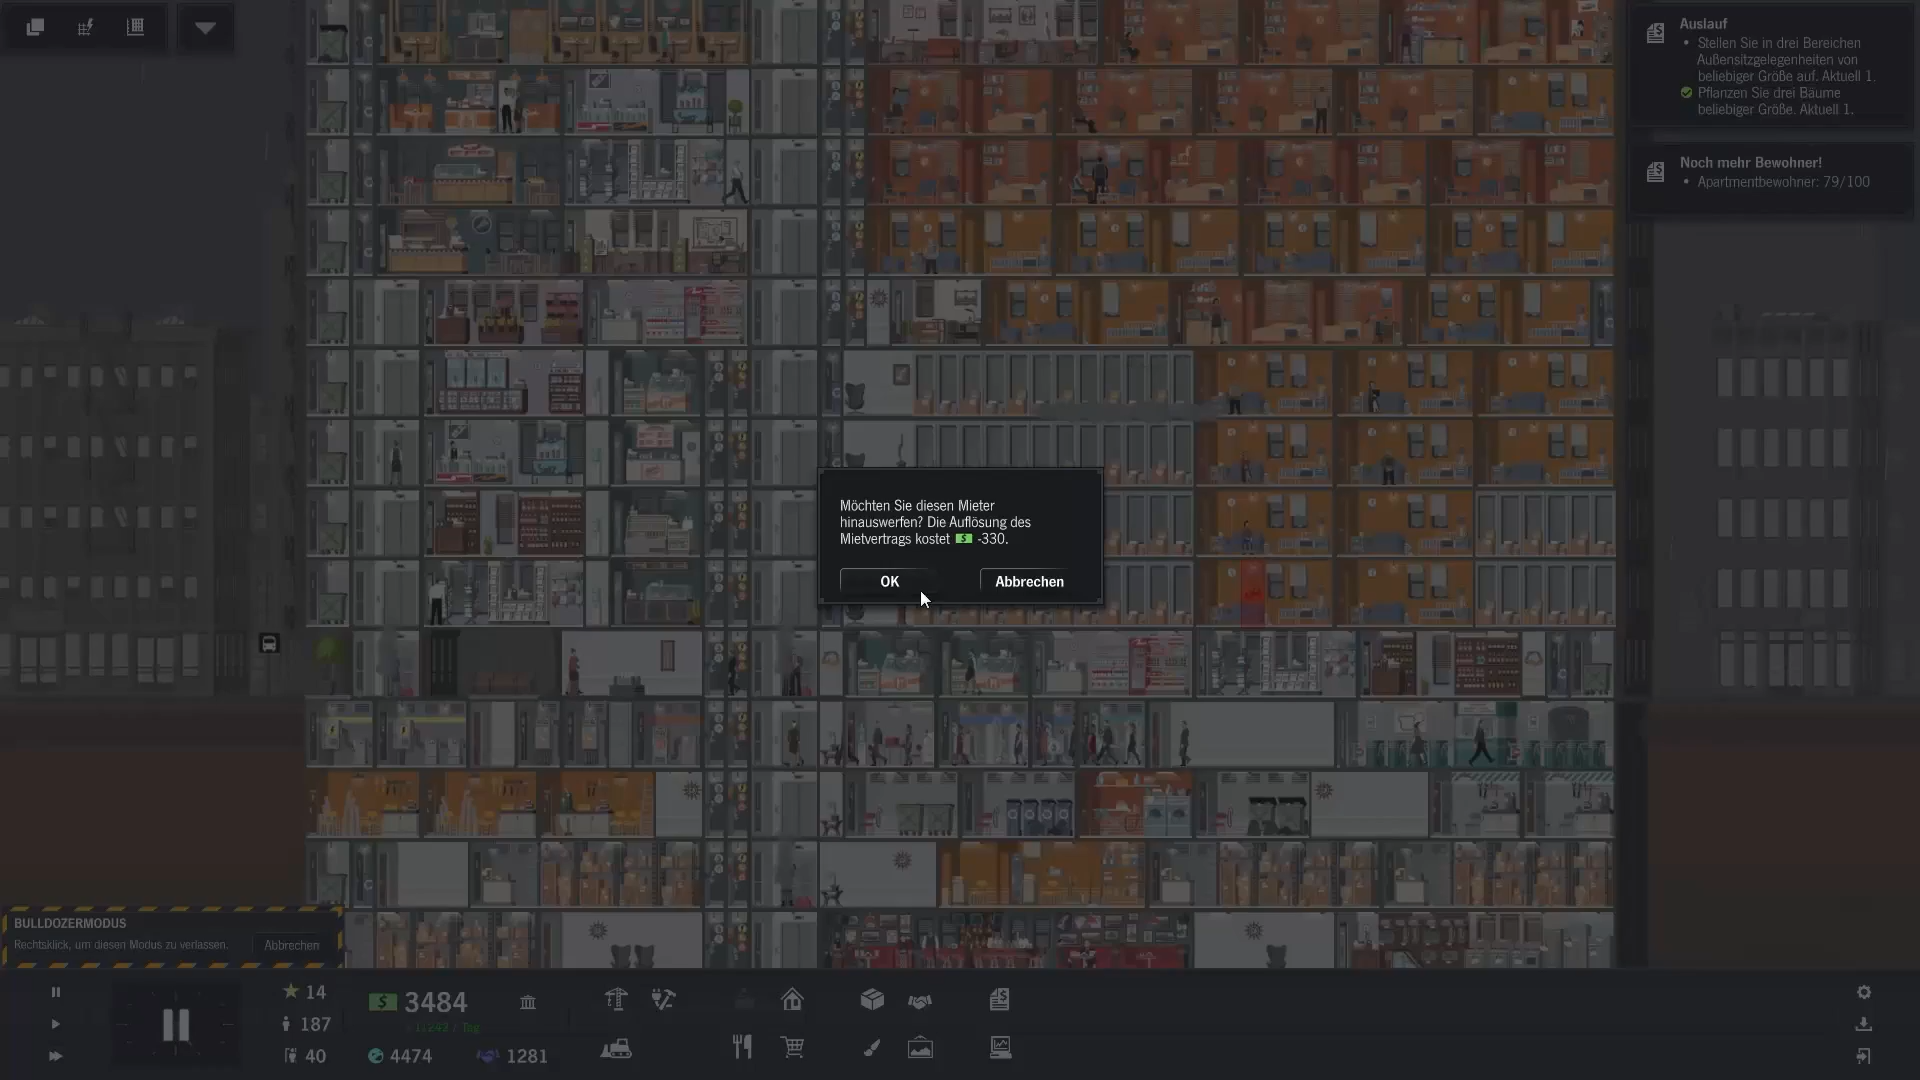 Auslauf
• Stellen Sie in drei Bereichen
Außensitzgelegenheiten von
beliebiger Größe auf. Aktuell 1.
Pflanzen Sie drei Bäume
beliebiger Größe. Aktuell 1.
Noch mehr Bewohner!
• Apartmentbewohner: 79/100
Möchten Sie diesen Mieter
hinauswerfen? Die Auflösung des
Mietvertrags kostet $ -330.
OK
Abbrechen
BULLDOZERMODUS
Rechtsklick, um diesen Modus zu verlassen.
Abbrechen
14
187
40
$ 3484
4474
1281